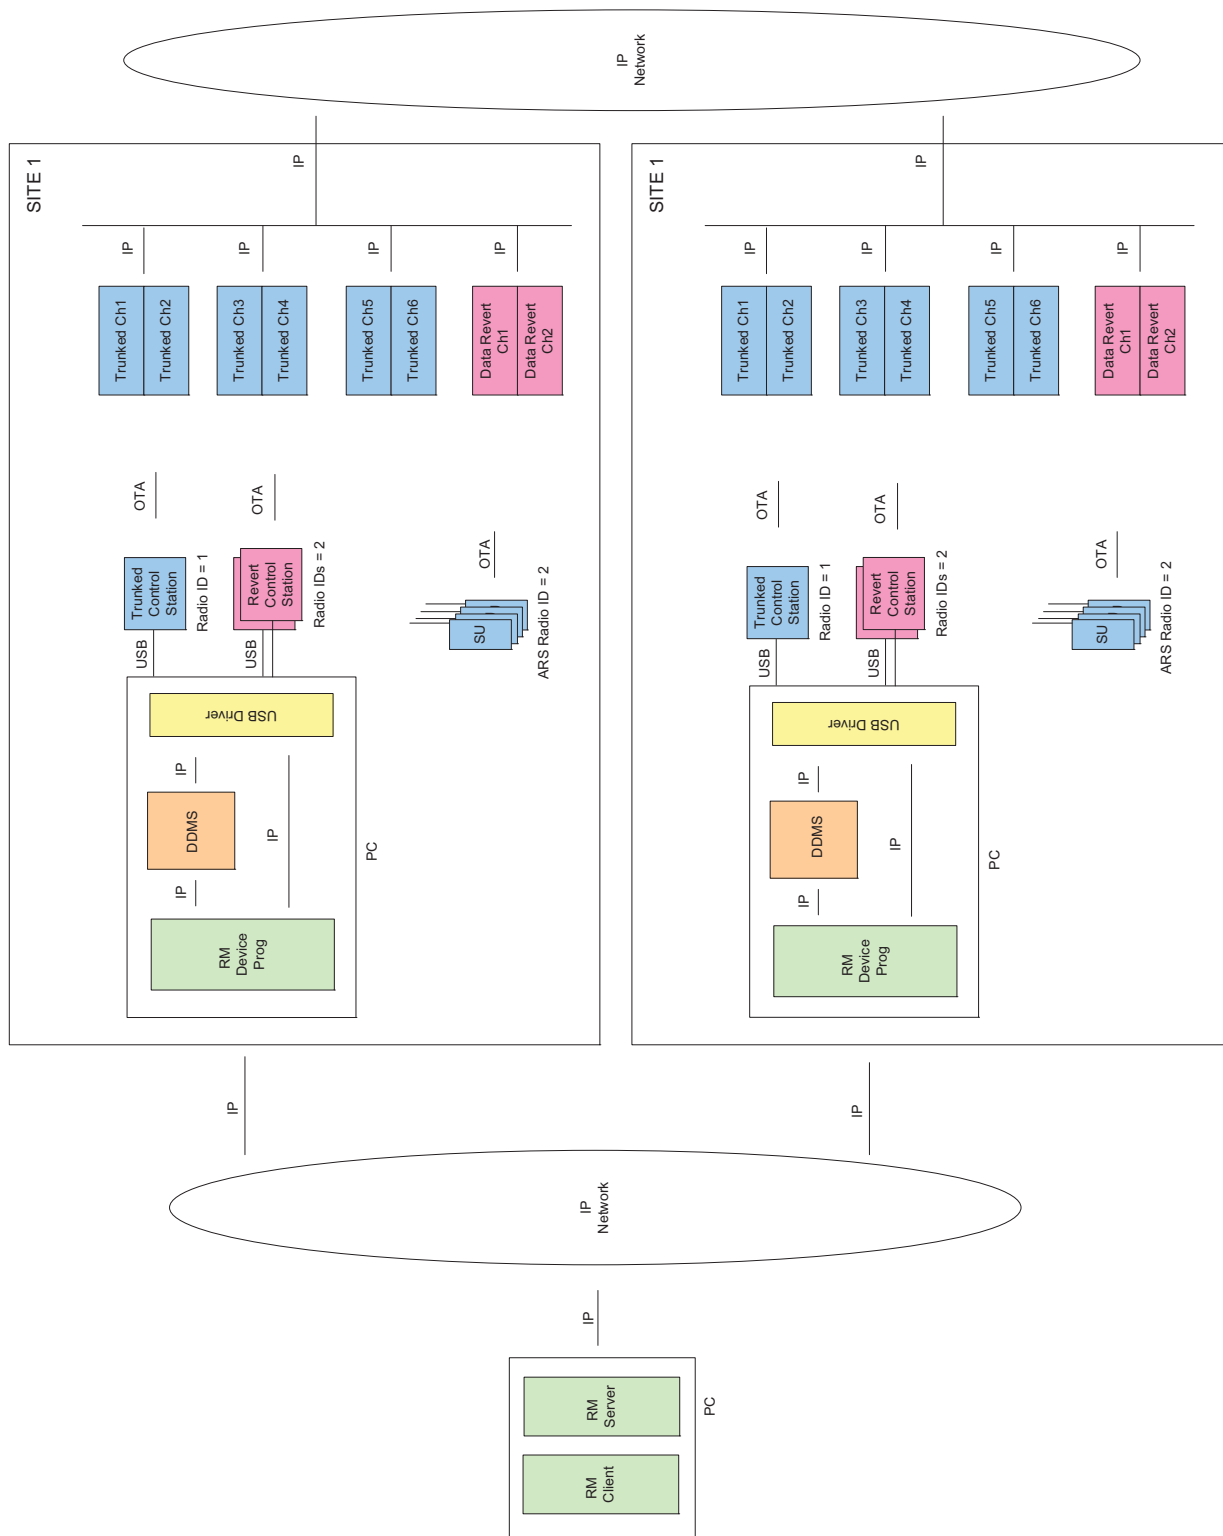 IP
Network
SITE 1
IP
IP
IP
IP
IP
Trunked Ch1
Trunked Ch2
Trunked Ch3
Trunked Ch4
Trunked Ch5
Trunked Ch6
Data Revert
Ch1
Data Revert
Ch2
OTA
OTA
OTA
Trunked
Control
Station
Radio ID = 1
Revert
Control
Station
Radio IDs = 2
SU
ARS Radio ID = 2
USB
USB
USB Driver
IP
DDMS
IP
IP
RM
Device
Prog
PC
SITE 1
IP
IP
IP
IP
IP
Trunked Ch1
Trunked Ch2
Trunked Ch3
Trunked Ch4
Trunked Ch5
Trunked Ch6
Data Revert
Ch1
Data Revert
Ch2
OTA
OTA
OTA
Trunked
Control
Station
Radio ID = 1
Revert
Control
Station
Radio IDs = 2
SU
ARS Radio ID = 2
USB
USB
USB Driver
IP
DDMS
IP
IP
RM
Device
Prog
PC
IP
IP
IP
Network
IP
RM
Server
RM
Client
PC